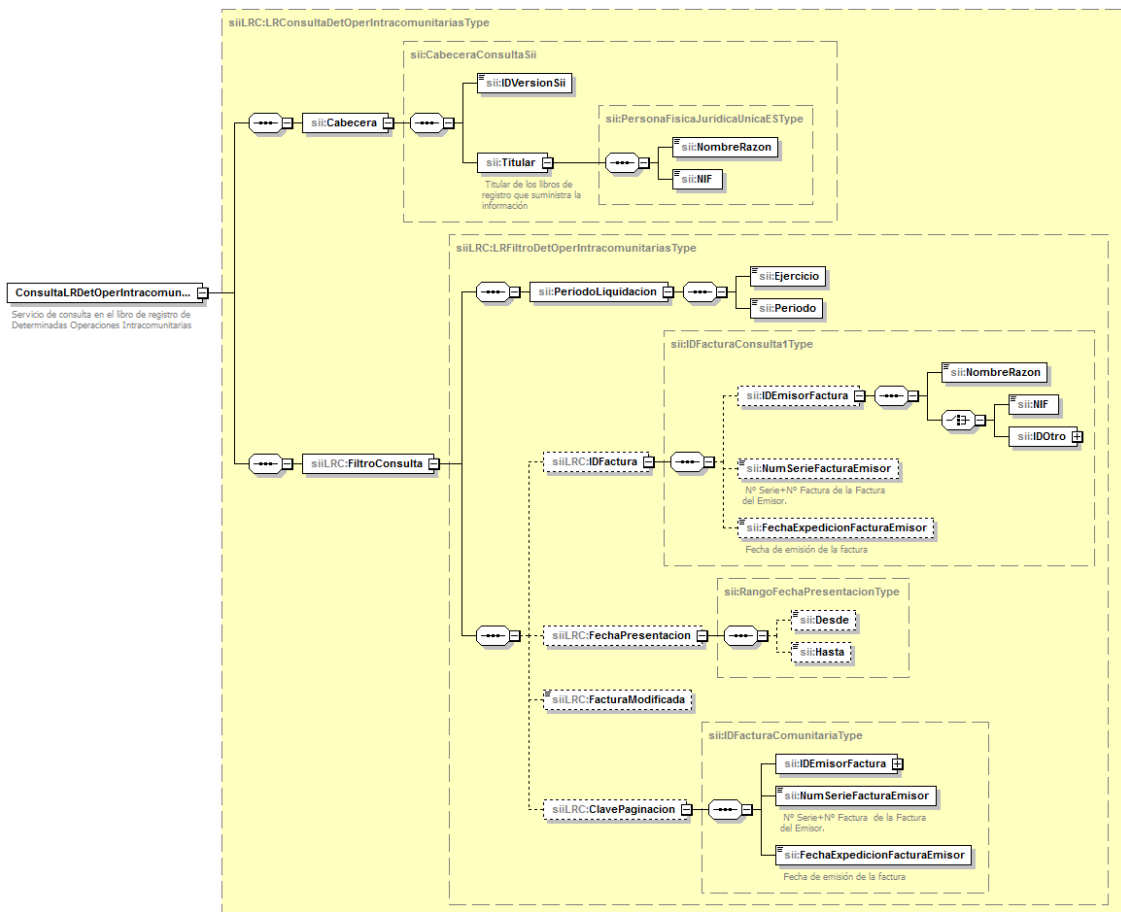 siiLRC:LRConsultaDetOperIntracomunitariasType
sii:CabeceraConsultaSii
sii:IDVersionSii
sii:Cabecera
sii:PersonaFisicaJuridicaUnicaESType
sii:NombreRazon
sii:Titular
sii:NIF
Titular de los libros de
registro que suministra la
información
siiLRC:LRFiltroDetOperIntracomunitariasType
ConsultaLRDetOperIntracomun...
Servicio de consulta en el libro de registro de
Determinadas Operaciones Intracomunitarias
sii:PeriodoLiquidacion
sii:Ejercicio
sii:Periodo
sii:IDFacturaConsulta1Type
sii:NombreRazon
sii:IDEmisorFactura
sii:NIF
sii:IDOtro
siiLRC:FiltroConsulta
siiLRC:IDFactura
sii:NumSerieFacturaEmisor
Nº Serie+Nº Factura de la Factura
del Emisor.
sii:FechaExpedicionFacturaEmisor
Fecha de emisión de la factura
sii:RangoFechaPresentacionType
sii:Desde
siiLRC:FechaPresentacion
sii:Hasta
siiLRC:FacturaModificada
sii:IDFacturaComunitariaType
sii:IDEmisorFactura
sii:NumSerieFacturaEmisor
siiLRC:ClavePaginacion
Nº Serie+Nº Factura de la Factura
del Emisor.
sii:FechaExpedicionFacturaEmisor
Fecha de emisión de la factura